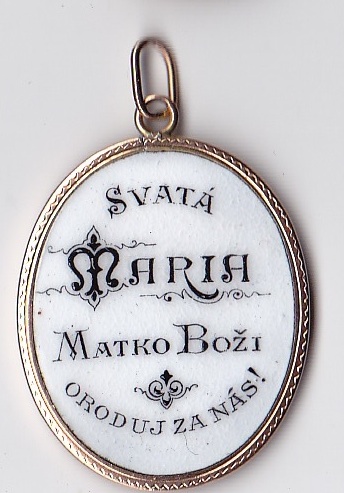 SVATÁ
MARIA
MATKO BOŽI
ORODUJ ZA NÁS!